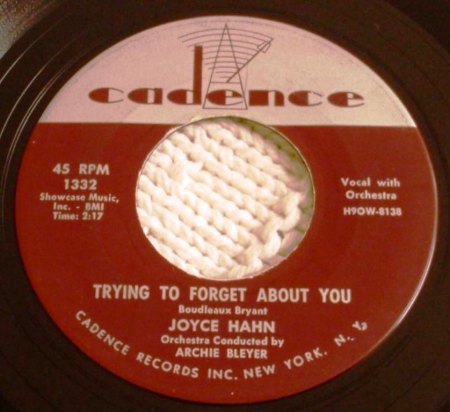 cadence
45 RPM
1332
Showcase Music,
Inc. - BMI
Time: 2:17
Vocal with
Orchestra
H9OW-8138
TRYING TO FORGET ABOUT YOU
Boudleaux Bryant
JOYCE HAHN
Orchestra Conducted by
ARCHIE BLEYER
CADENCE RECORDS INC. NEW YORK, N. Y.